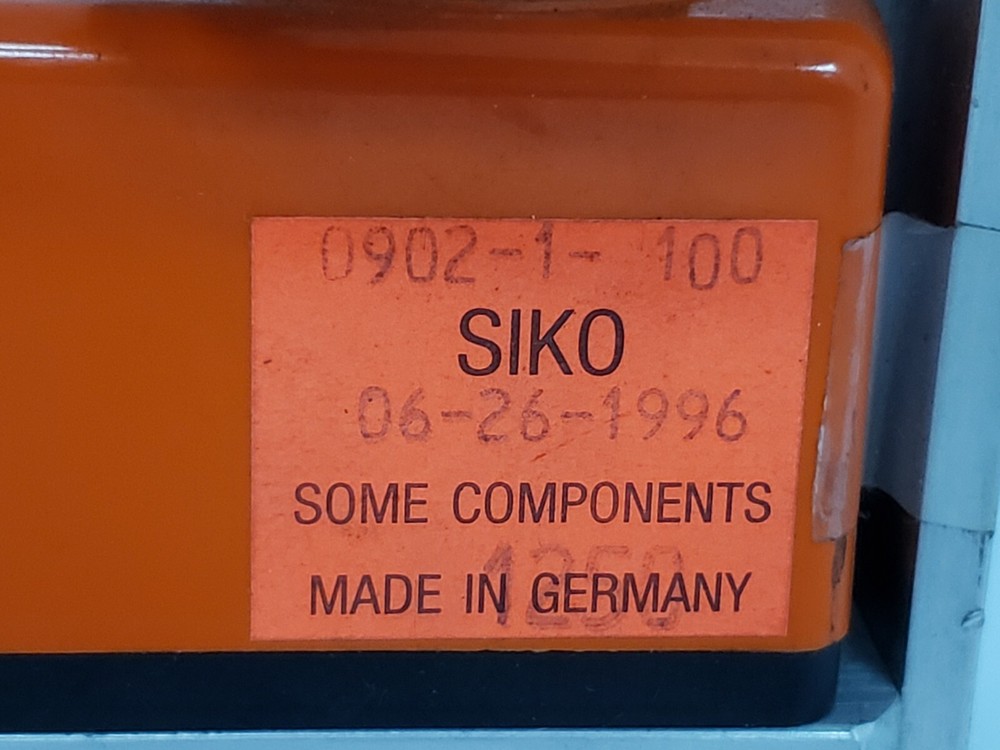 0902-1- 100
SIKO
06-26-1996
SOME COMPONENTS
1250
MADE IN GERMANY